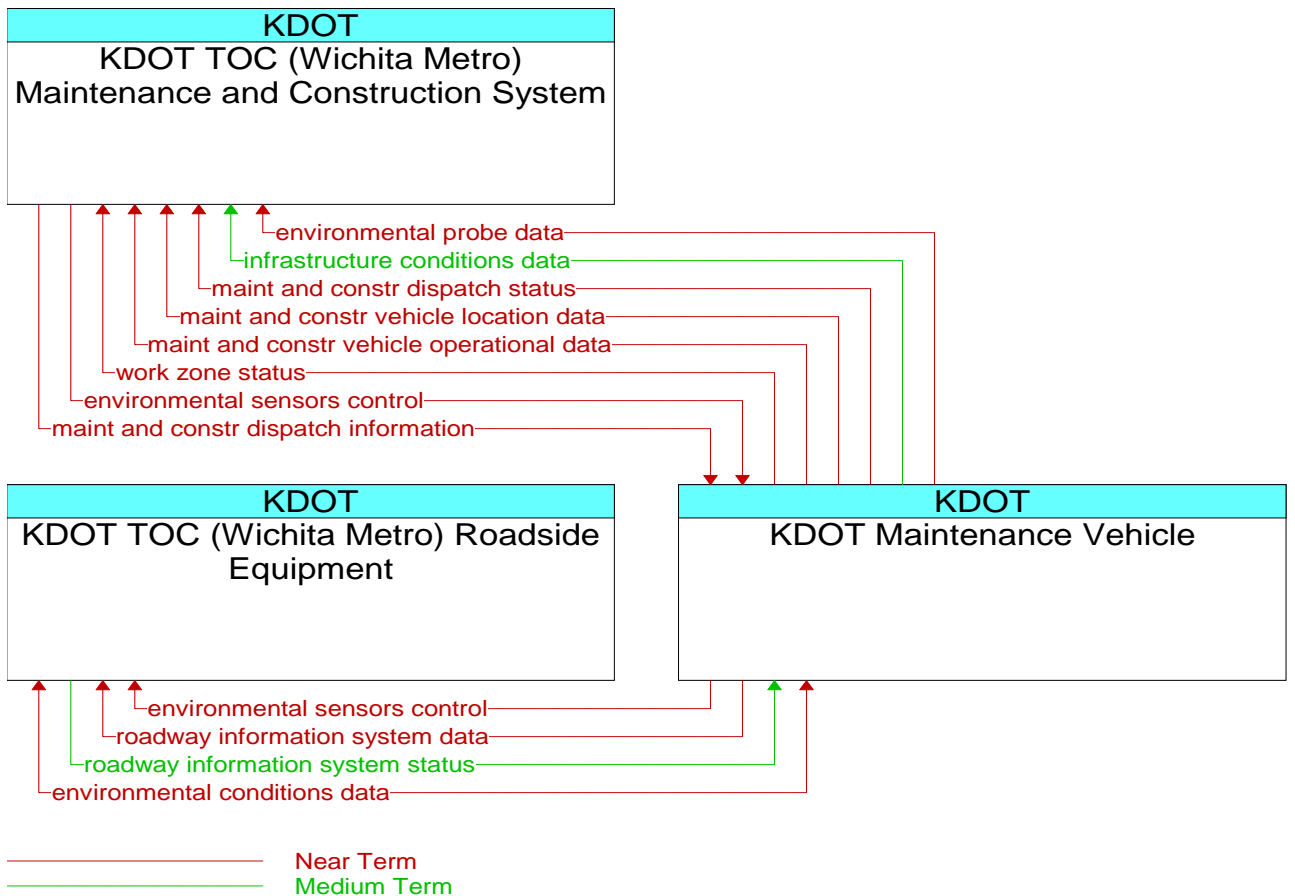 KDOT
KDOT TOC (Wichita Metro)
Maintenance and Construction System
environmental probe data
infrastructure conditions data
maint and constr dispatch status
maint and constr vehicle location data
maint and constr vehicle operational data
work zone status
environmental sensors control
maint and constr dispatch information
KDOT
KDOT TOC (Wichita Metro) Roadside
Equipment
KDOT
KDOT Maintenance Vehicle
environmental sensors control
roadway information system data
roadway information system status
environmental conditions data
Near Term
Medium Term